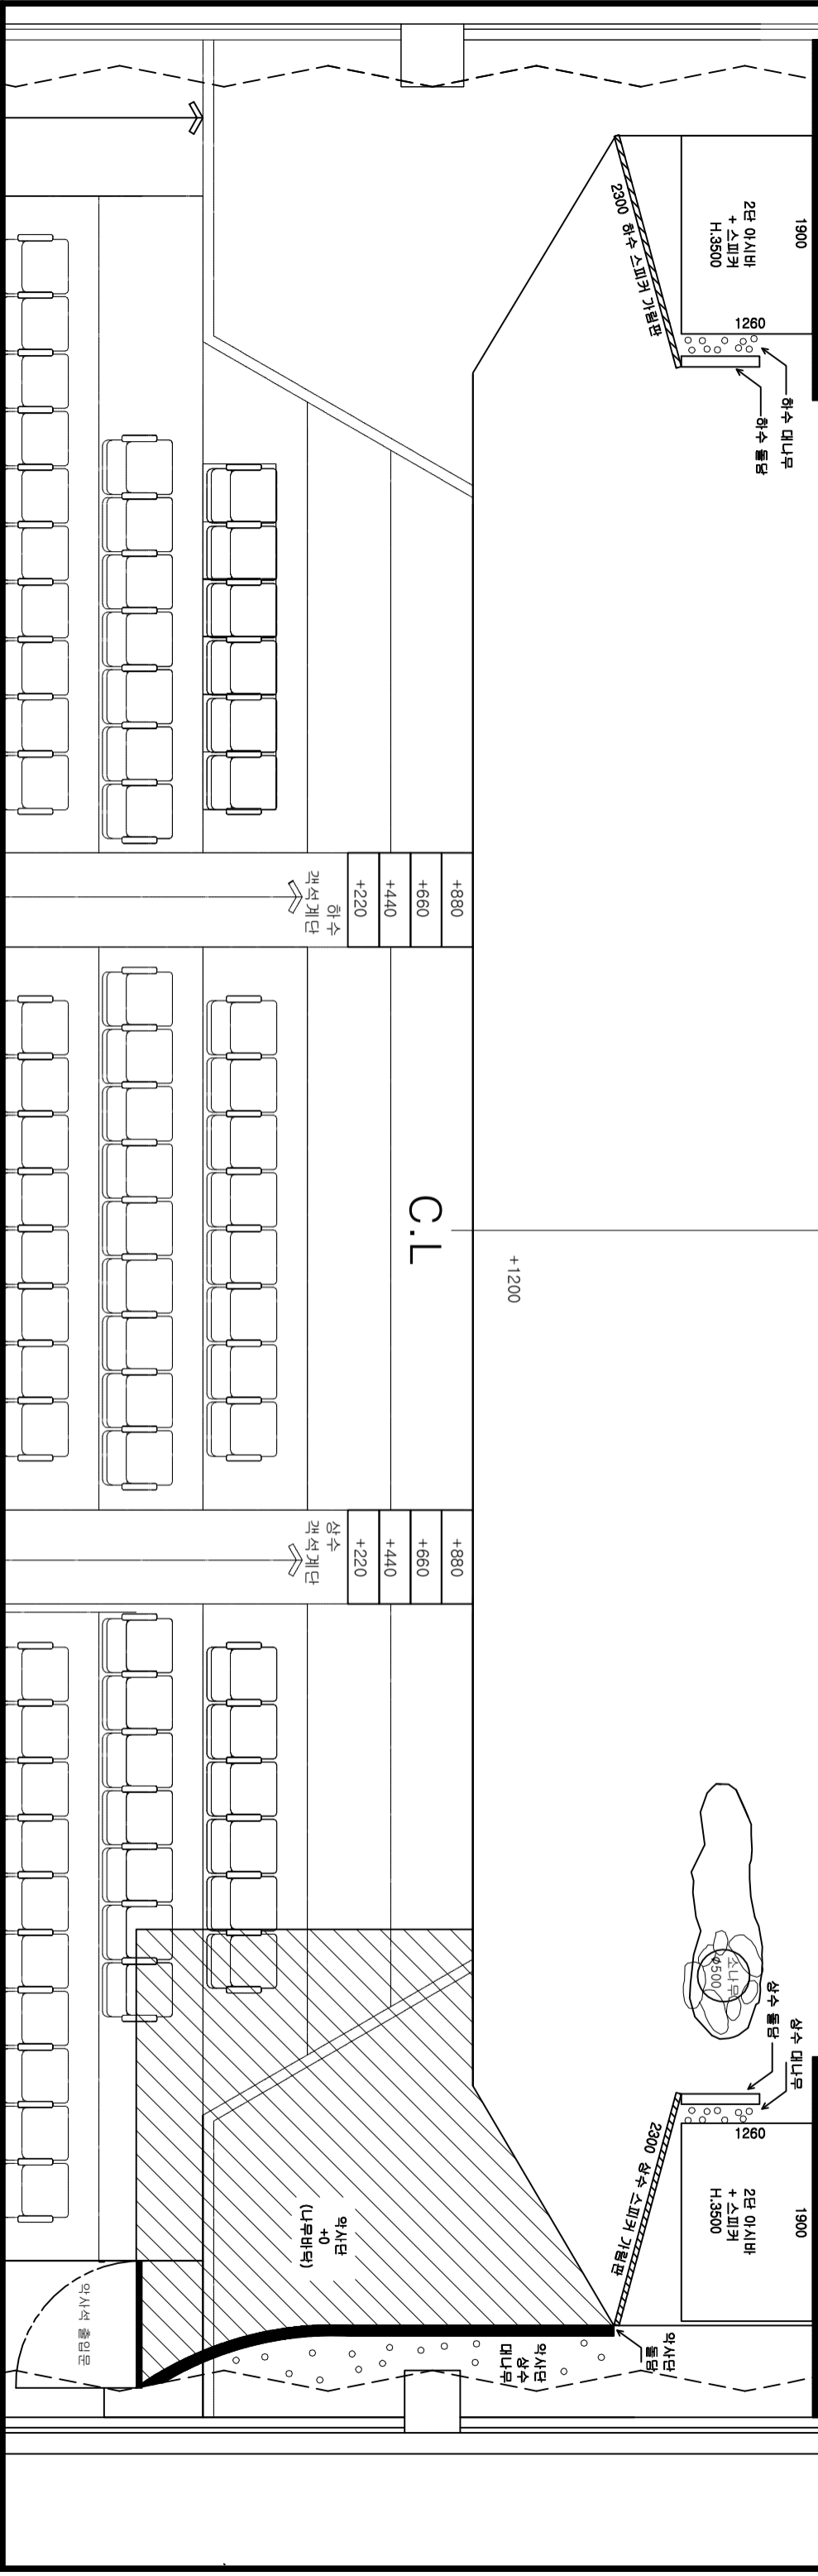 2단 아시바
+ 스피커
H.3500
1900
1260
2300 하수 스피커 가림판
하수 대나무
하수 돌담
+880
+660
+440
+220
하수
객석계단
C.L
+1200
+880
+660
+440
+220
상수
객석계단
소나무
Φ500
상수 돌담
상수 대나무
1260
1900
2단 아시바
+ 스피커
H.3500
2300 상수 스피커 가림판
악사단
+0
(나무바닥)
악사단
돌담
악사단
상수
대나무
악사석 출입문